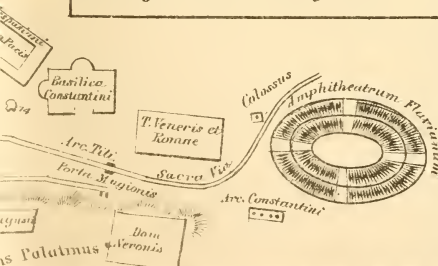 Basilica
Constantini
14
Colossus
Amphitheatrum Flavianum
T. Veneris et
Romae
Arc. Titi
Sacra Via
Porta Mugionis
Arc. Constantini
Dom
Neronis
Palatinus